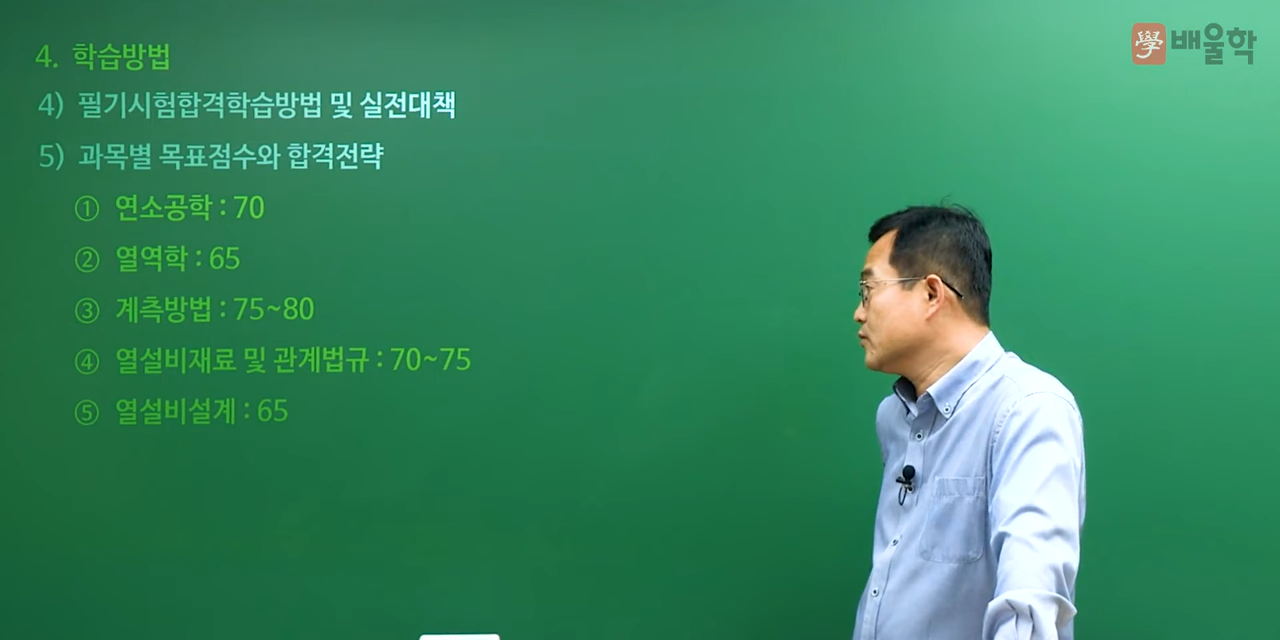 學 배울학
4. 학습방법
4) 필기시험합격학습방법 및 실전대책
5) 과목별 목표점수와 합격전략
① 연소공학 : 70
② 열역학 : 65
③ 계측방법 : 75~80
④ 열설비재료 및 관계법규 : 70~75
⑤ 열설비설계 : 65